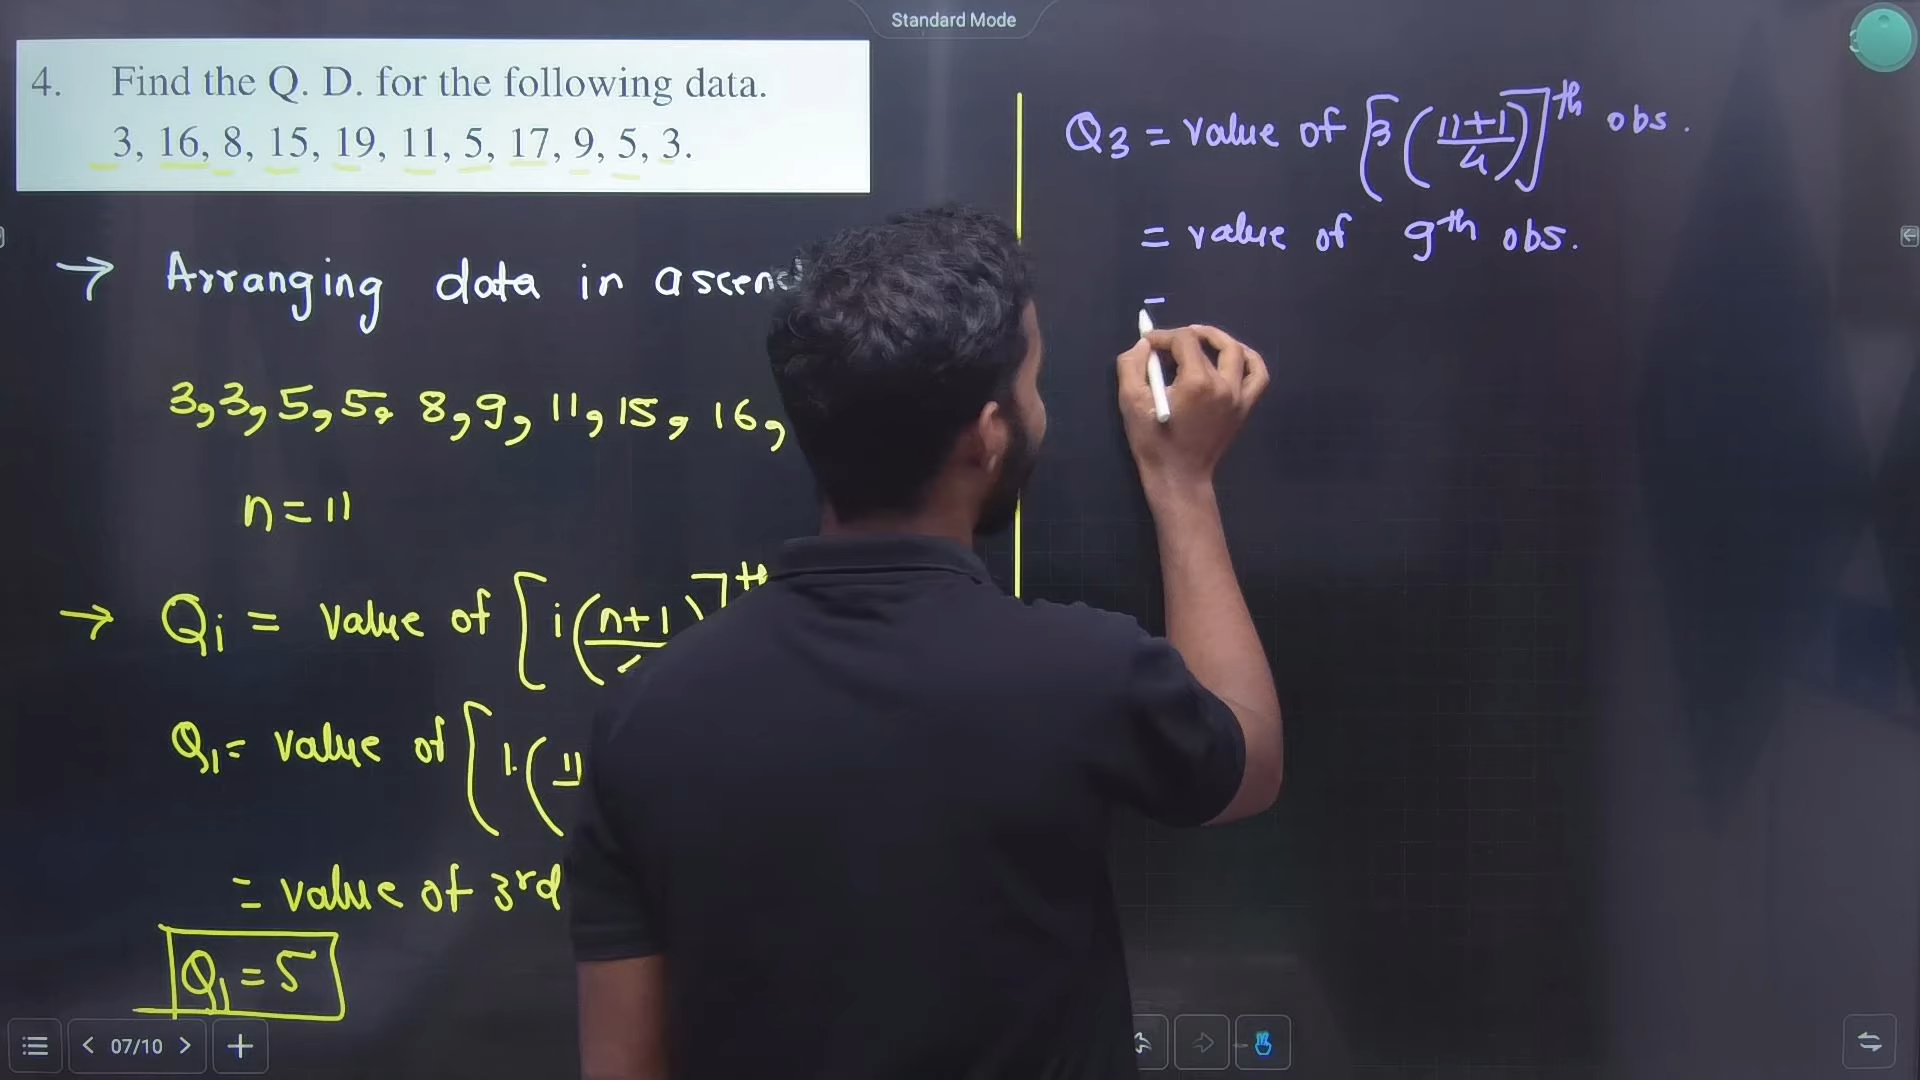 Standard Mode
4. Find the Q. D. for the following data.
3, 16, 8, 15, 19, 11, 5, 17, 9, 5, 3.
→ Arranging data in
3, 3, 5, 5, 8, 9, 11, 15, 16,
n = 11
→ Qi = value of [i(n+1
Q1 = value of [1.(11
= value of 3rd
Q1 = 5
Q3 = value of [3(11+1/4)]th obs.
= value of 9th obs.
=
07/10